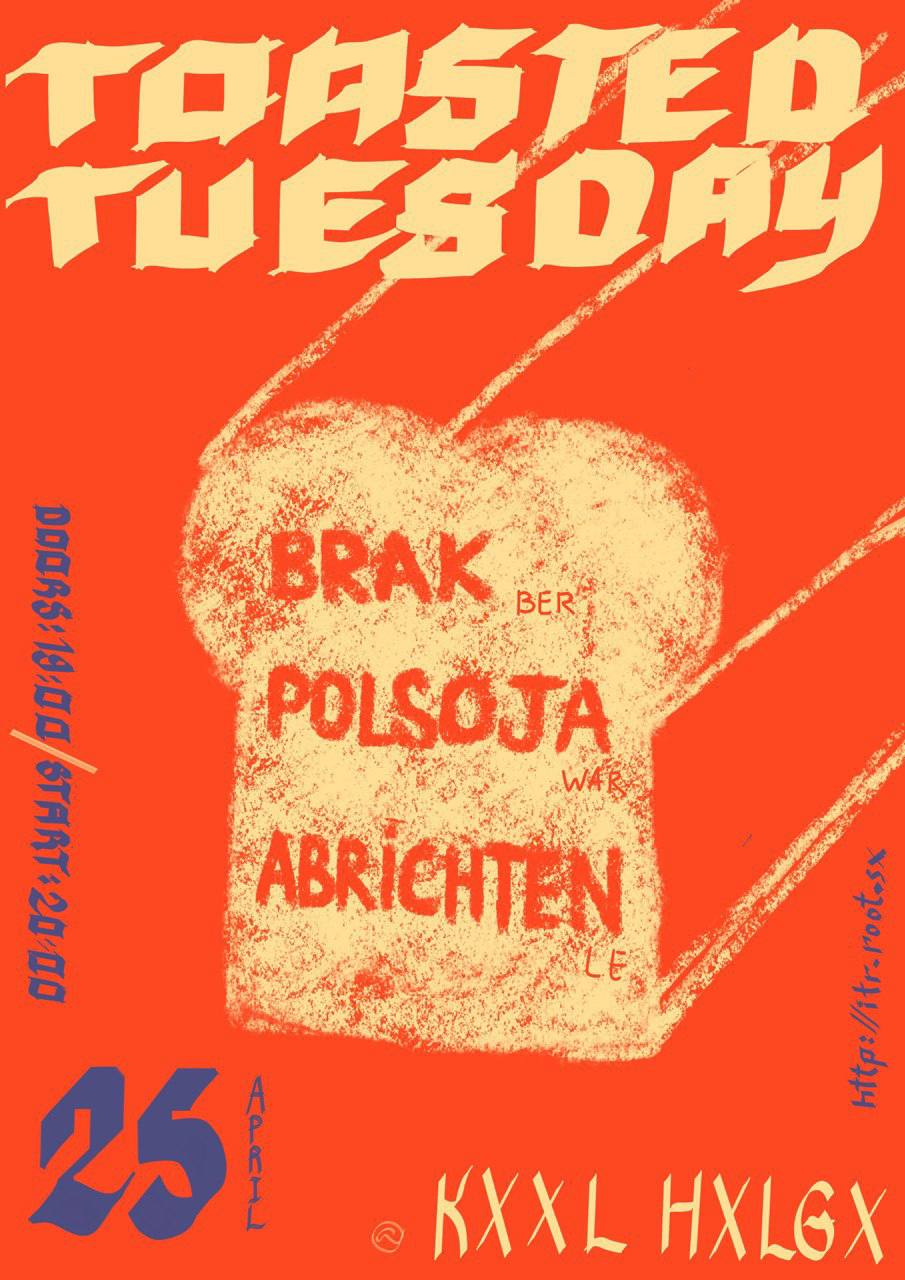 TOASTED
TUESDAY
BRAK BER
POLSOJA
WAR
ABRICHTEN
LE
DOORS:19:00/START:20:00
http://itr.root.sx
25 APRIL
KXXL HXLGX